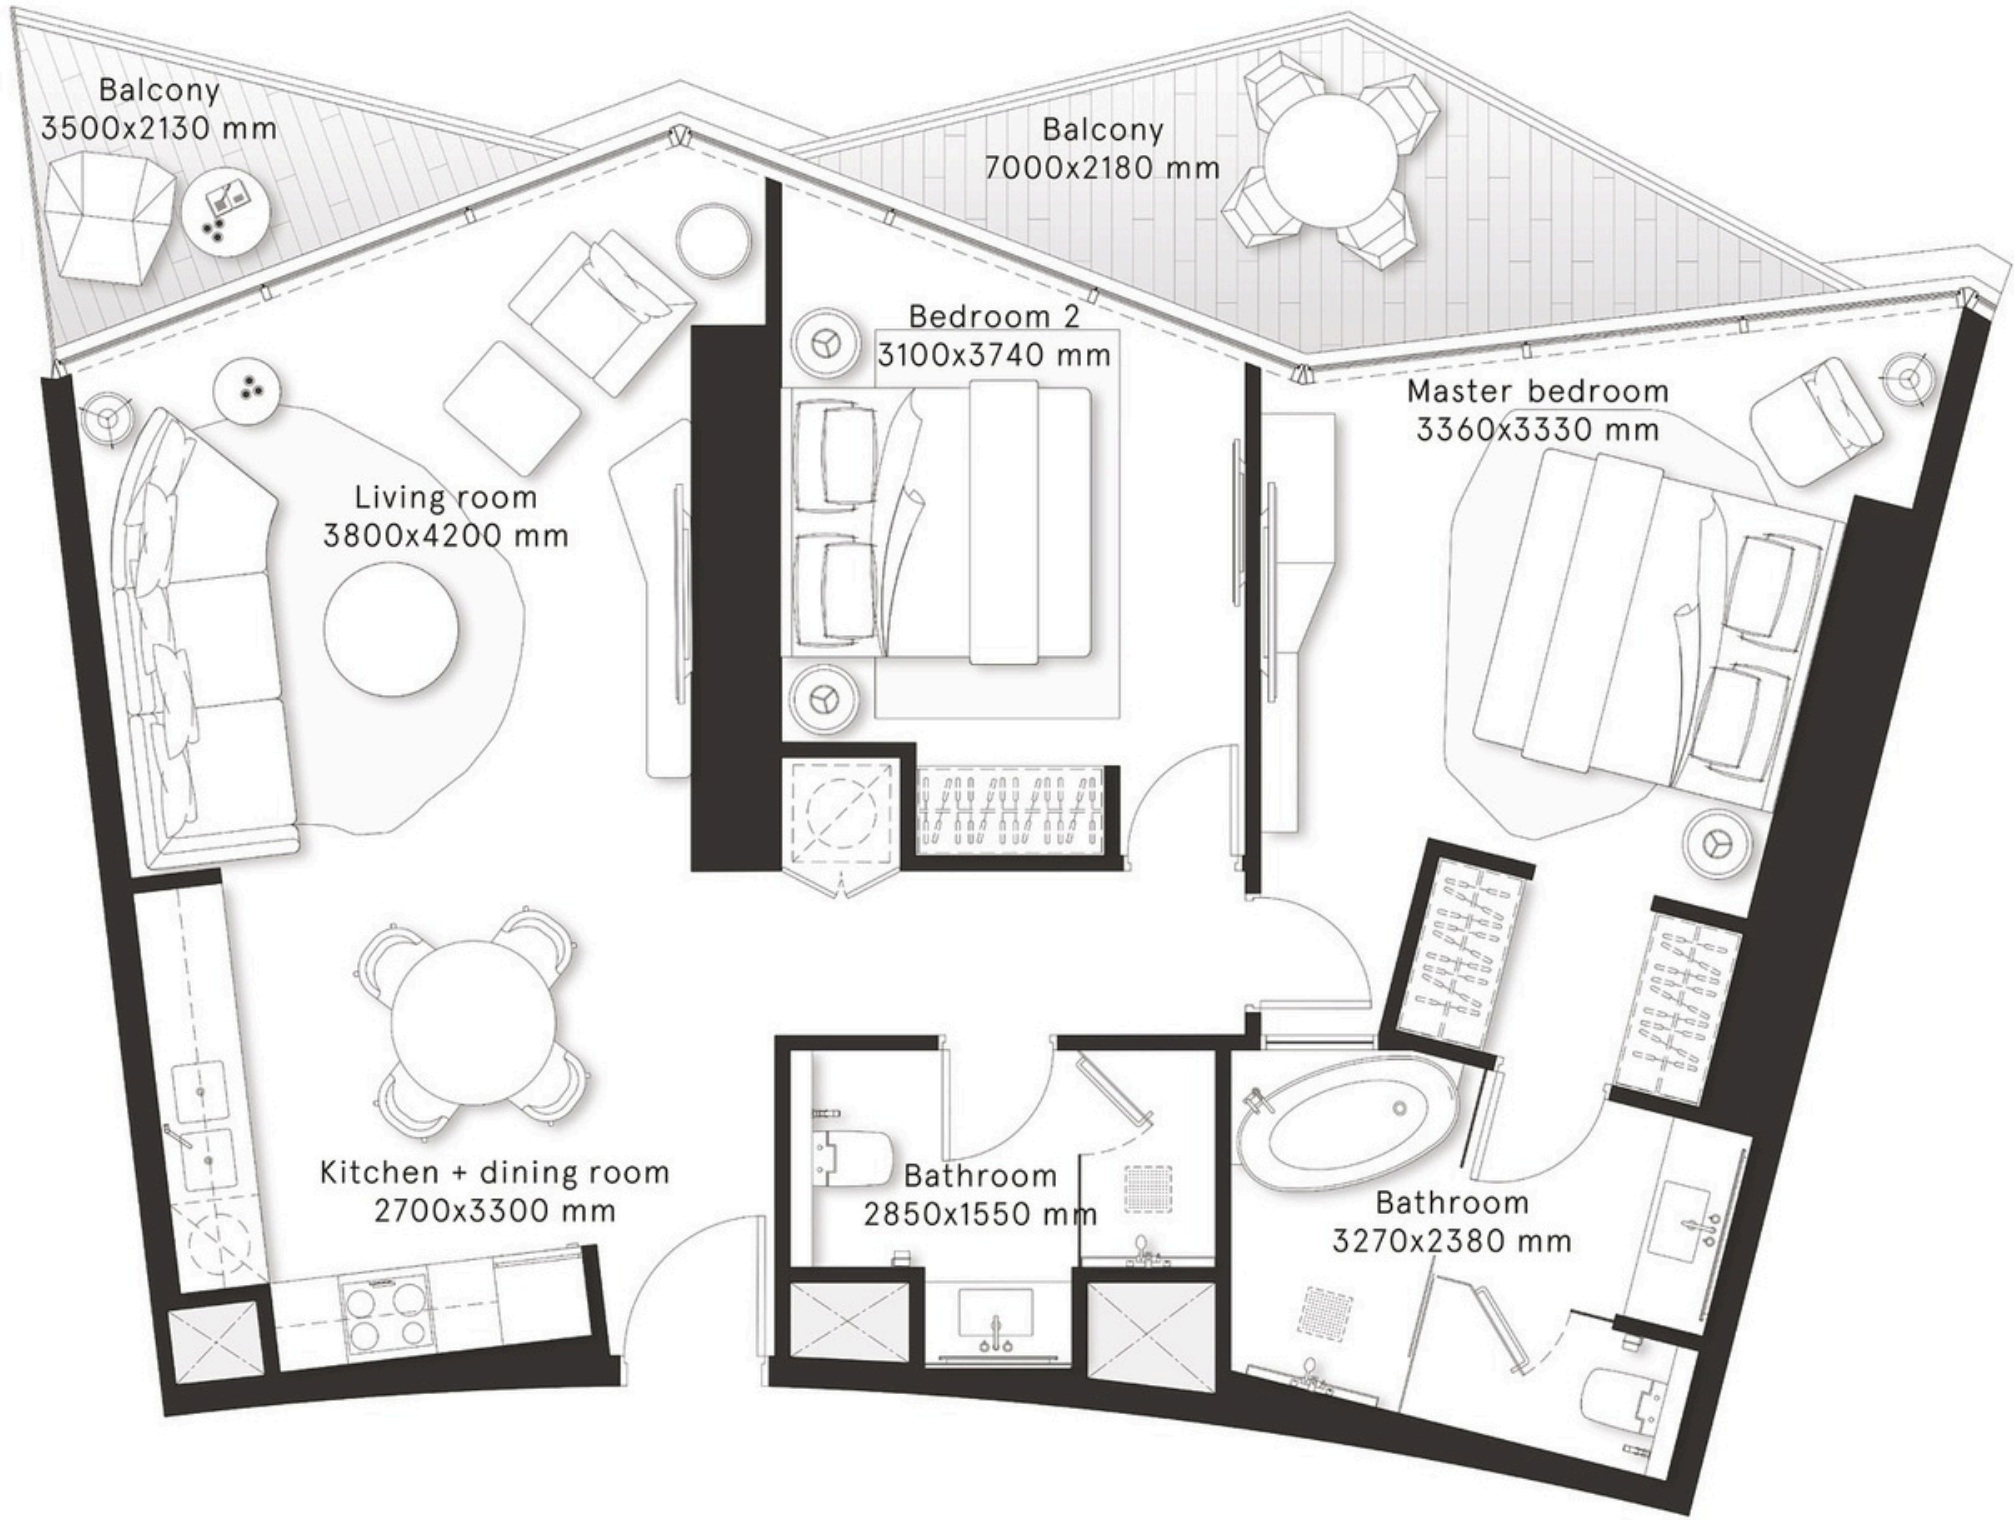 Balcony
3500x2130 mm
Balcony
7000x2180 mm
Bedroom 2
3100x3740 mm
Master bedroom
3360x3330 mm
Living room
3800x4200 mm
Kitchen + dining room
2700x3300 mm
Bathroom
2850x1550 mm
Bathroom
3270x2380 mm